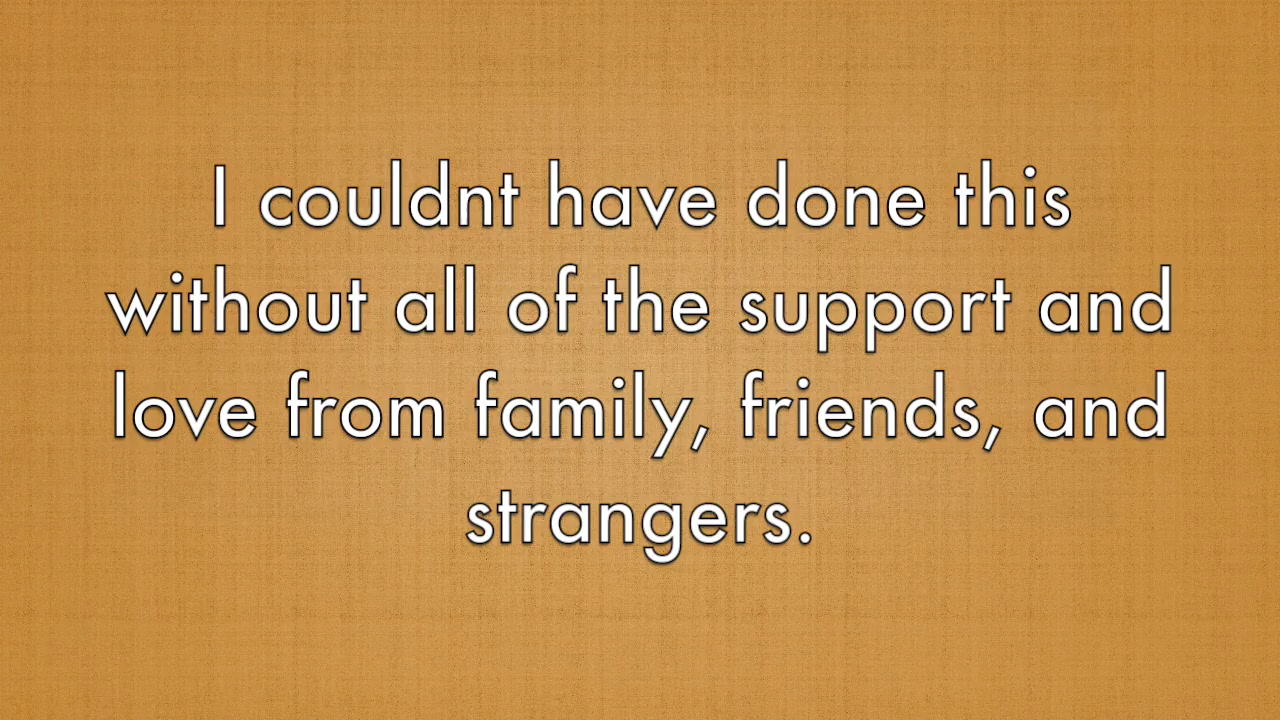 I couldnt have done this
without all of the support and
love from family, friends, and
strangers.